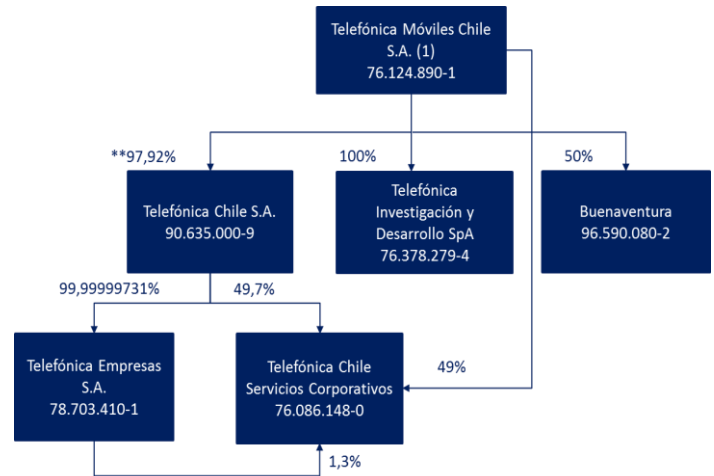 Telefónica Móviles Chile
S.A. (1)
76.124.890-1
**97,92%
100%
50%
Telefónica Chile S.A.
90.635.000-9
Telefónica
Investigación y
Desarrollo SpA
76.378.279-4
Buenaventura
96.590.080-2
99,99999731%
49,7%
Telefónica Empresas
S.A.
78.703.410-1
Telefónica Chile
Servicios Corporativos
76.086.148-0
49%
1,3%